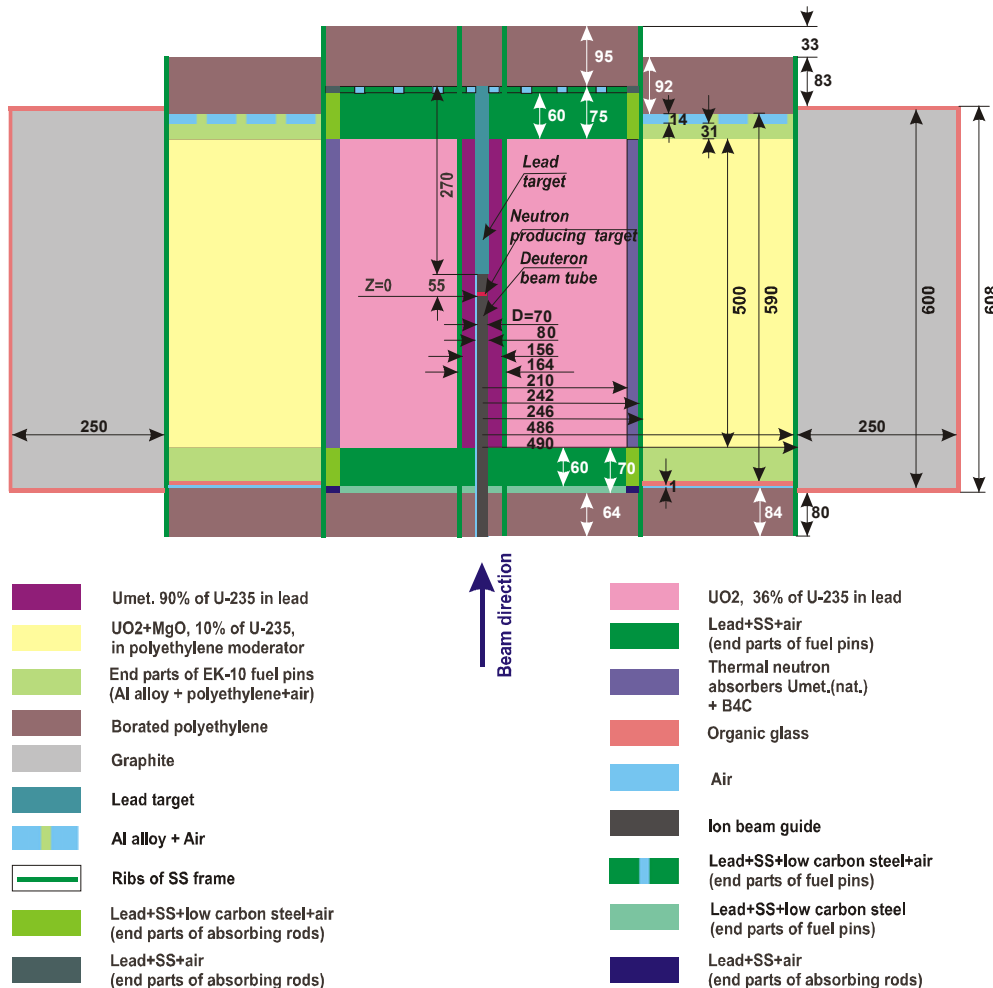 33
95
83
92
60
75
14
31
270
Lead
target
Neutron
producing target
Deuteron
beam tube
Z=0
55
500
590
600
608
D=70
80
156
164
210
242
246
486
490
250
250
60
70
1
64
84
80
Beam direction
Umet. 90% of U-235 in lead
UO2+MgO, 10% of U-235,
in polyethylene moderator
End parts of EK-10 fuel pins
(Al alloy + polyethylene+air)
Borated polyethylene
Graphite
Lead target
Al alloy + Air
Ribs of SS frame
Lead+SS+low carbon steel+air
(end parts of absorbing rods)
Lead+SS+air
(end parts of absorbing rods)
UO2, 36% of U-235 in lead
Lead+SS+air
(end parts of fuel pins)
Thermal neutron
absorbers Umet.(nat.)
+ B4C
Organic glass
Air
Ion beam guide
Lead+SS+low carbon steel+air
(end parts of fuel pins)
Lead+SS+low carbon steel
(end parts of fuel pins)
Lead+SS+air
(end parts of absorbing rods)